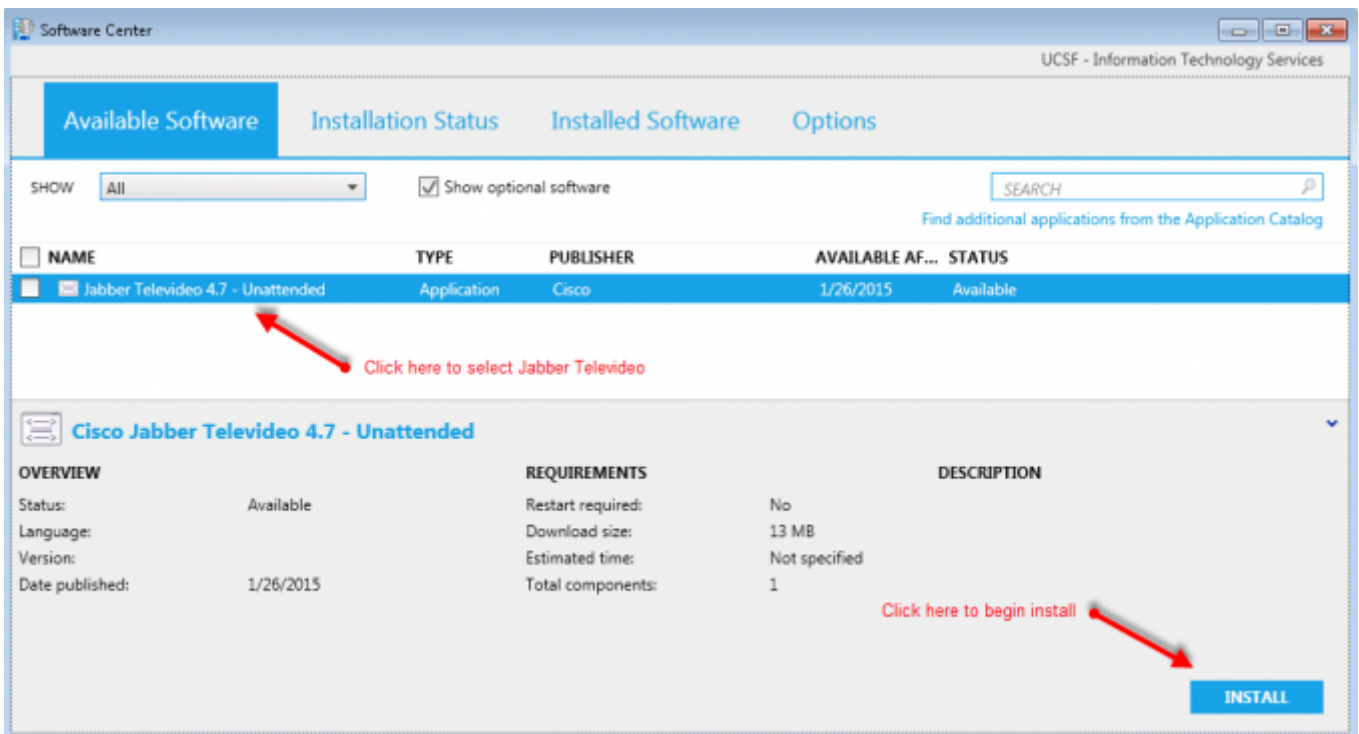 Software Center
UCSF - Information Technology Services
Available Software Installation Status Installed Software Options
SHOW All Show optional software SEARCH
Find additional applications from the Application Catalog
NAME TYPE PUBLISHER AVAILABLE AF... STATUS
Jabber Televideo 4.7 - Unattended Application Cisco 1/26/2015 Available
Click here to select Jabber Televideo
Cisco Jabber Televideo 4.7 - Unattended
OVERVIEW REQUIREMENTS DESCRIPTION
Status: Available Restart required: No
Language: Download size: 13 MB
Version: Estimated time: Not specified
Date published: 1/26/2015 Total components: 1
Click here to begin install
INSTALL